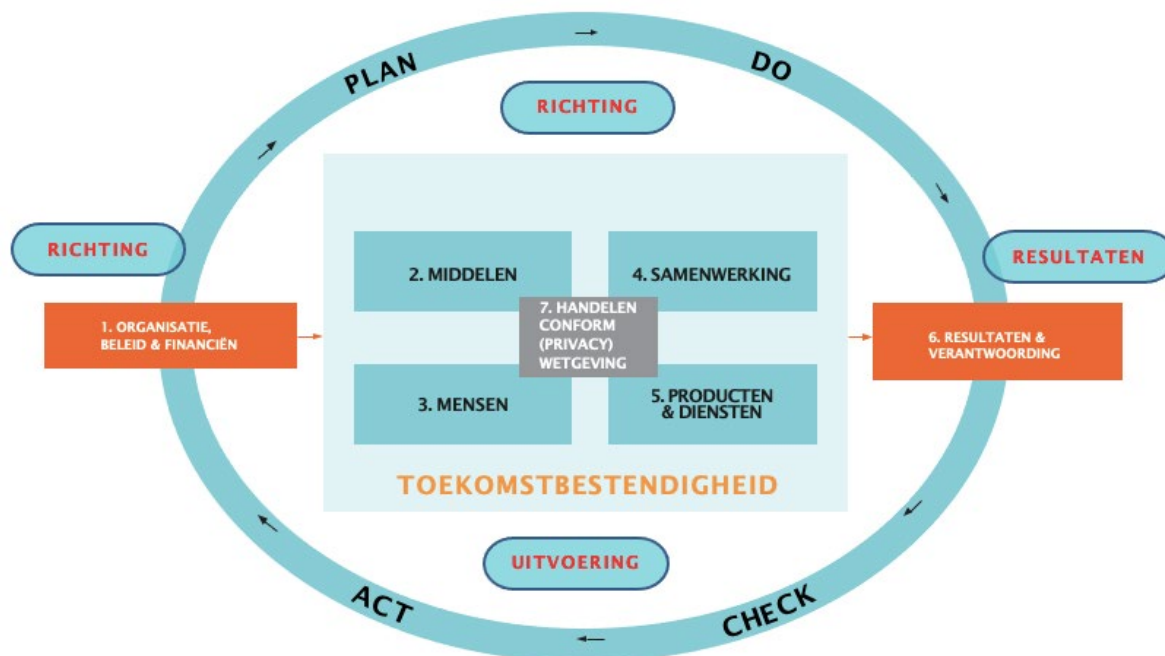 PLAN
DO
RICHTING
RICHTING
RESULTATEN
2. MIDDELEN
4. SAMENWERKING
1. ORGANISATIE,
BELEID & FINANCIËN
7. HANDELEN
CONFORM
(PRIVACY)
WETGEVING
6. RESULTATEN &
VERANTWOORDING
3. MENSEN
5. PRODUCTEN
& DIENSTEN
TOEKOMSTBESTENDIGHEID
UITVOERING
ACT
CHECK